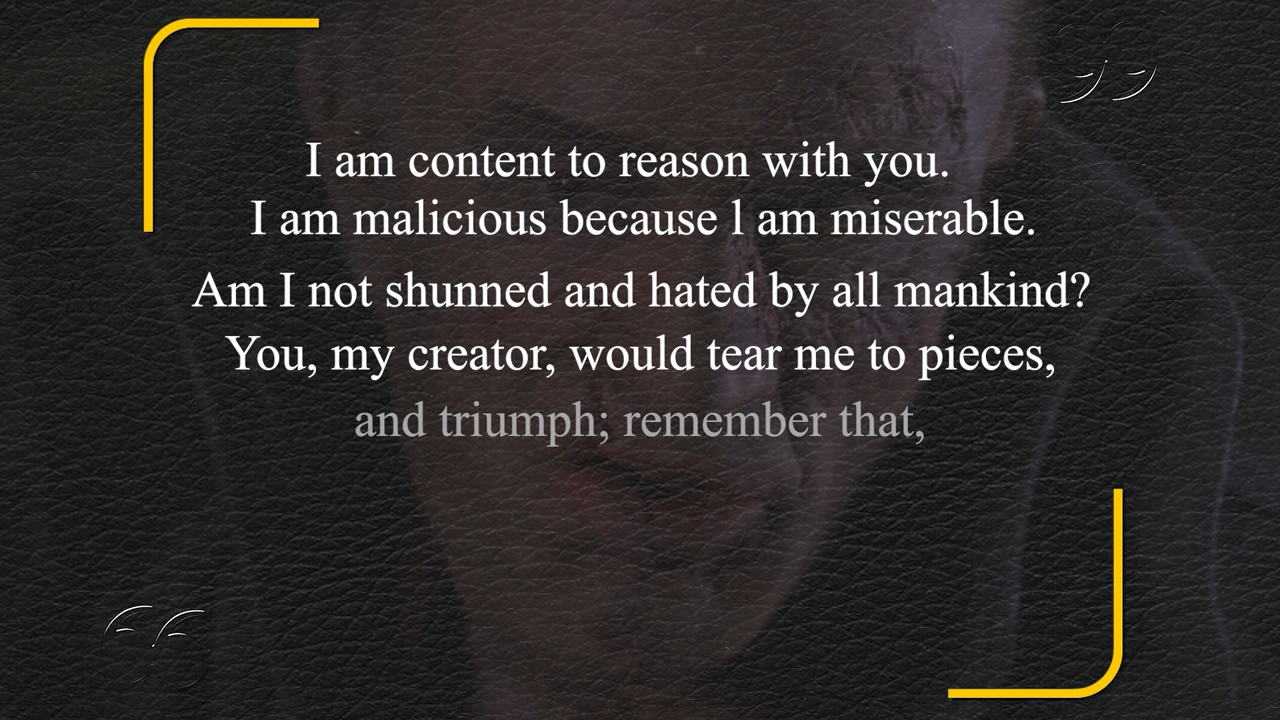 I am content to reason with you.
I am malicious because l am miserable.
Am I not shunned and hated by all mankind?
You, my creator, would tear me to pieces,
and triumph; remember that,